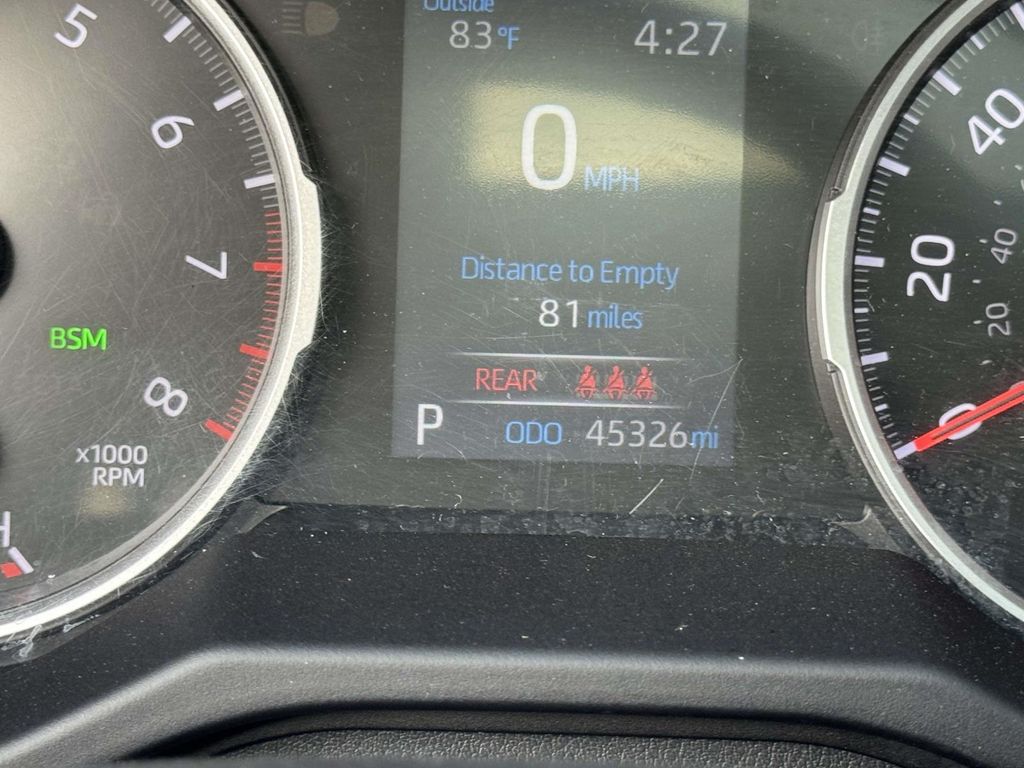 Outside
83°F 4:27
0 MPH
Distance to Empty
81 miles
REAR
P ODO 45326mi
5
6
7
8
BSM
x1000
RPM
H
40
20
0
40
20